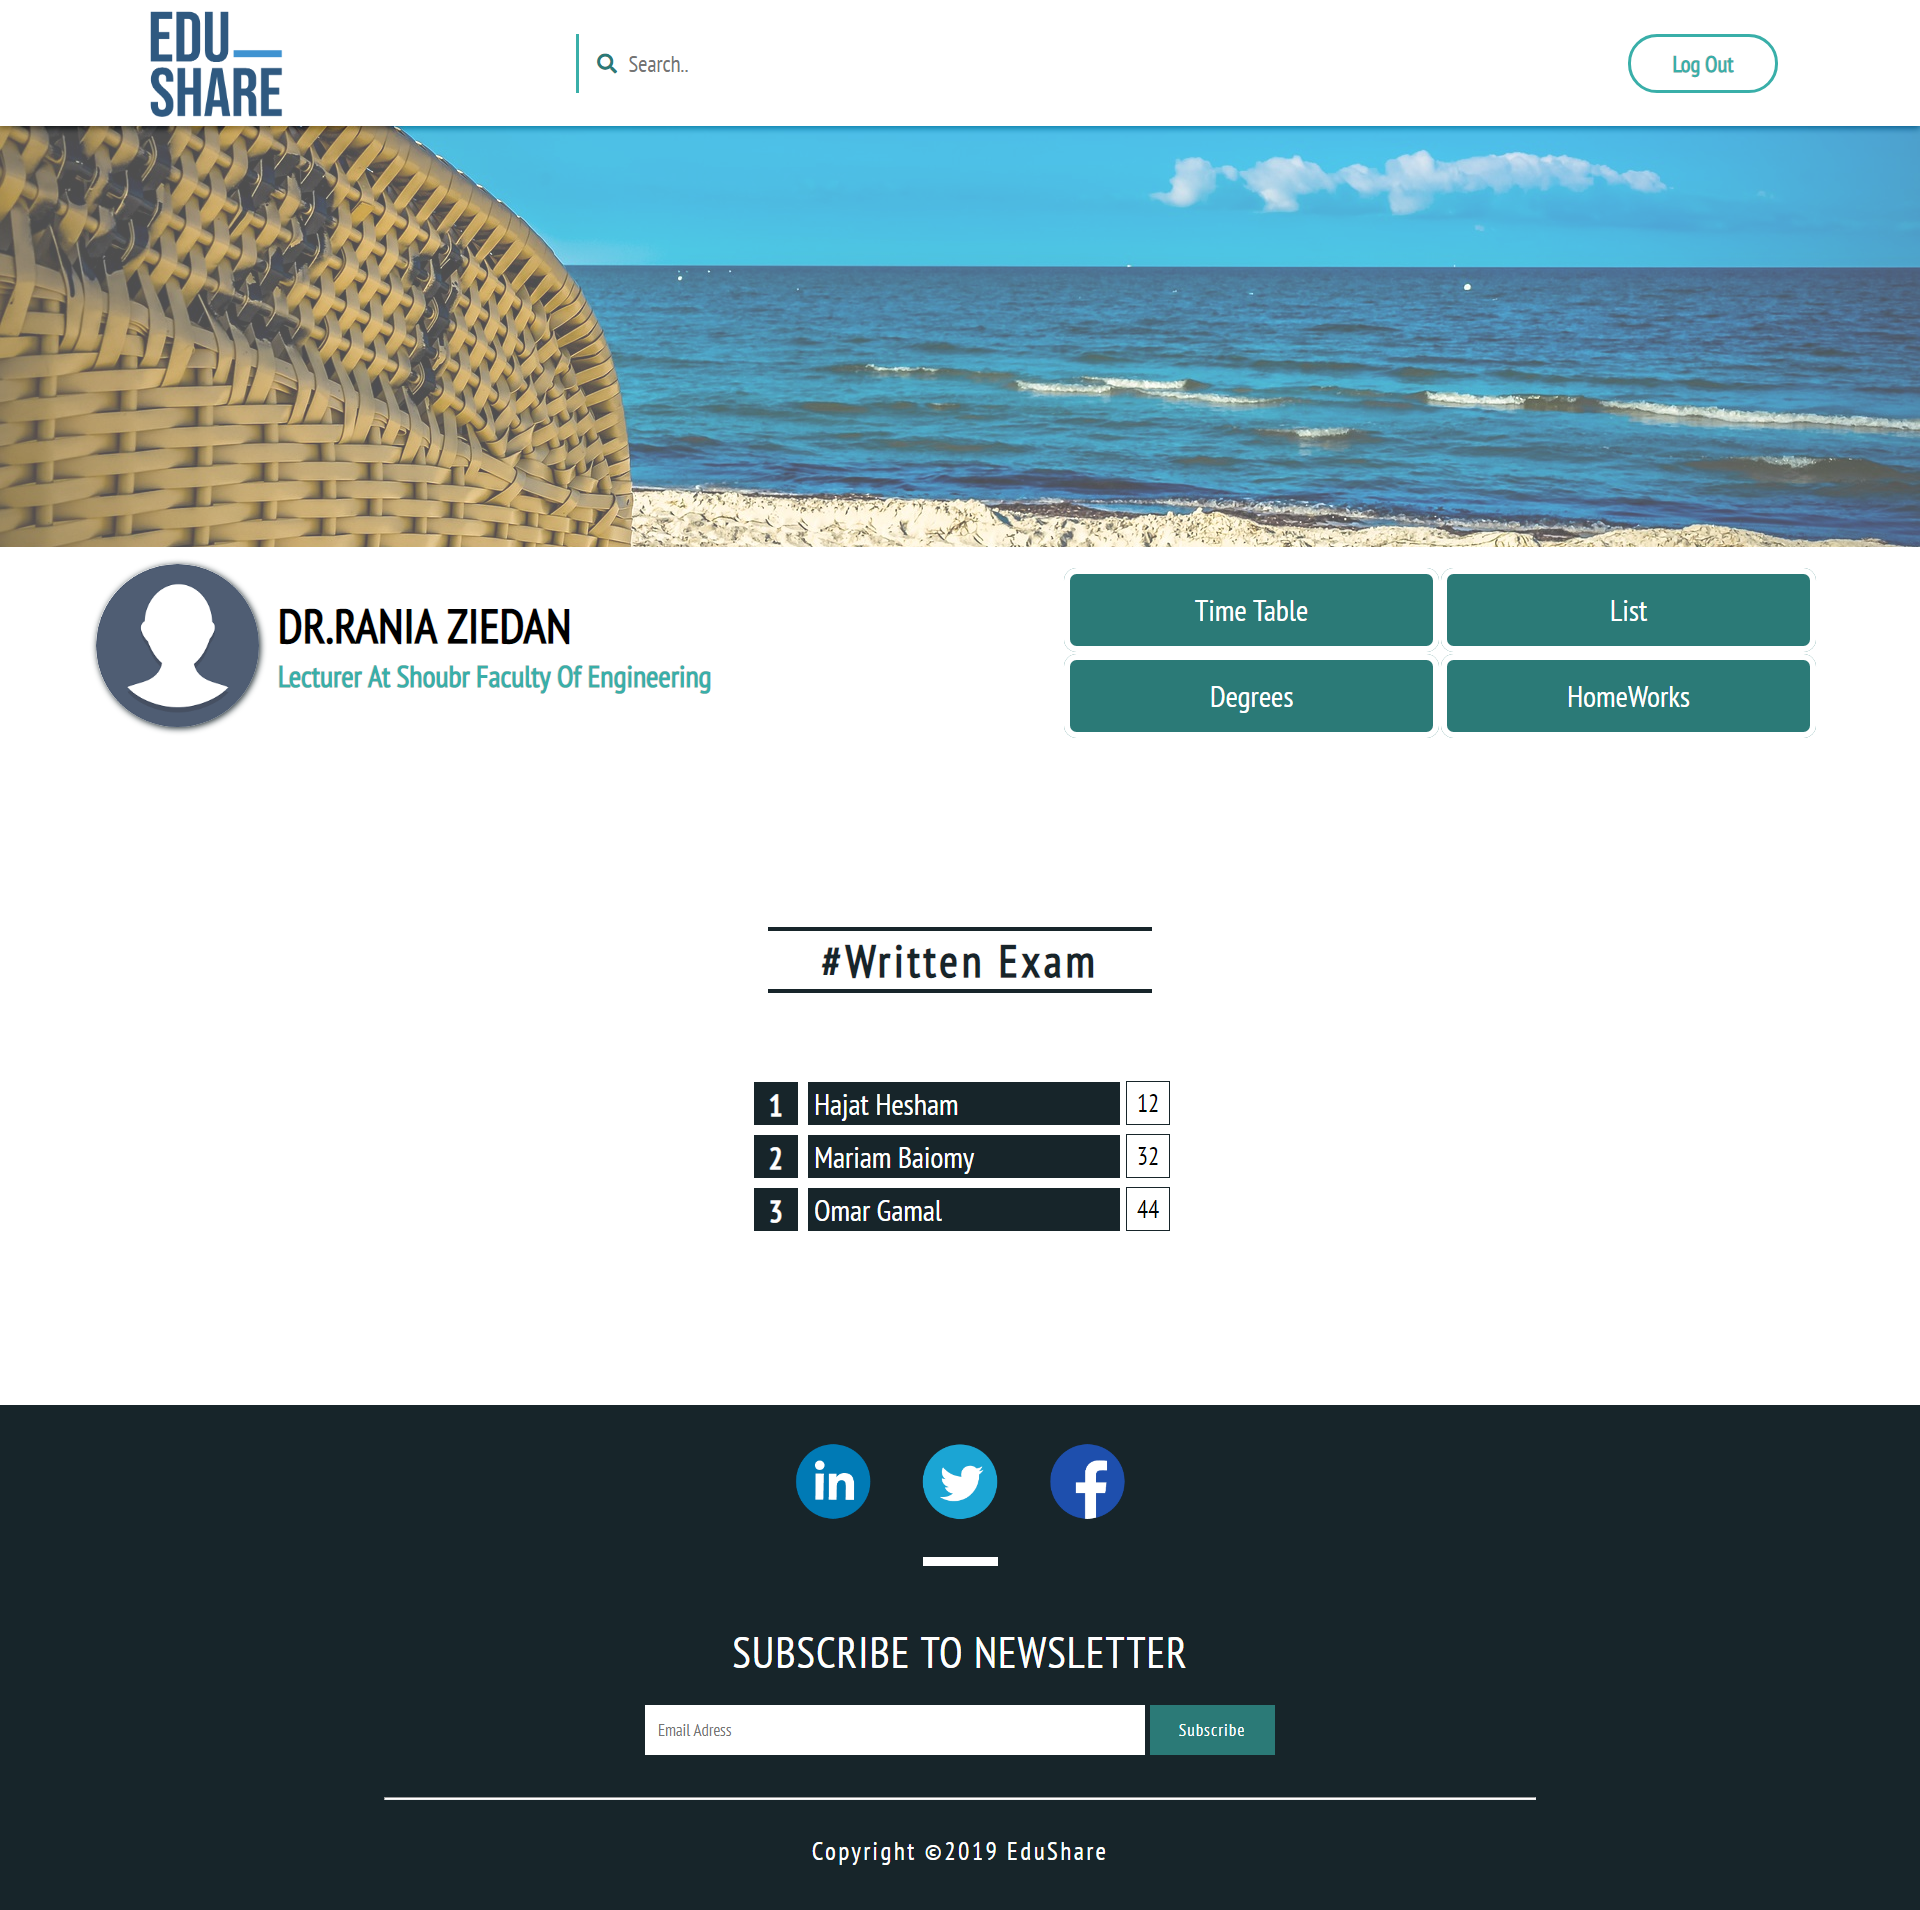 EDU
SHARE
Search..
Log Out
DR.RANIA ZIEDAN
Lecturer At Shoubr Faculty Of Engineering
Time Table
List
Degrees
HomeWorks
#Written Exam
1 Hajat Hesham 12
2 Mariam Baiomy 32
3 Omar Gamal 44
in
SUBSCRIBE TO NEWSLETTER
Email Adress
Subscribe
Copyright ©2019 EduShare